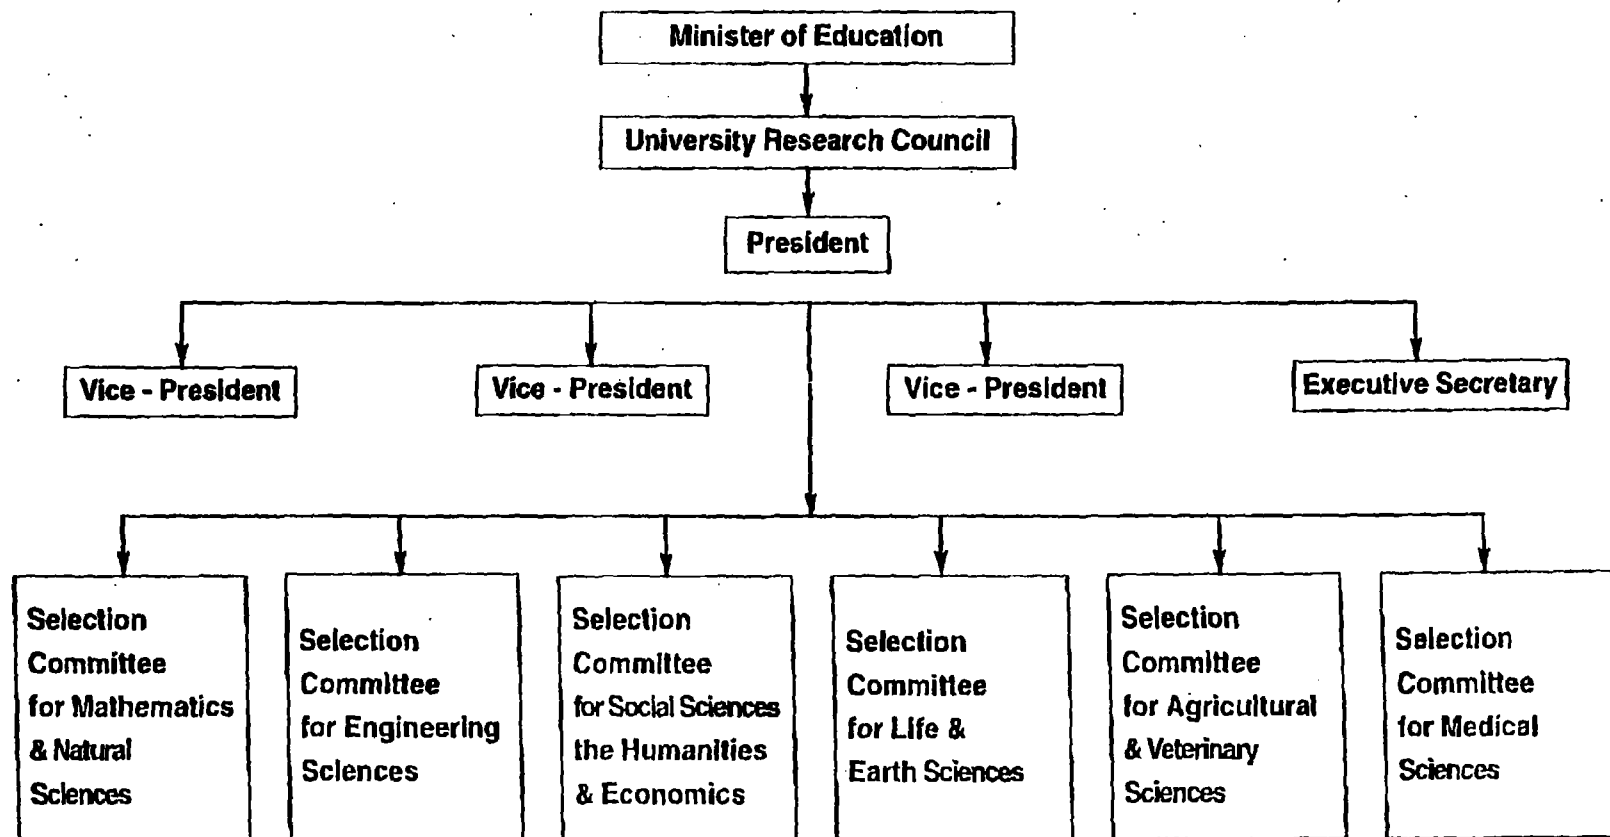 Minister of Education
University Research Council
President
Vice - President
Vice - President
Vice - President
Executive Secretary
Selection
Committee
for Mathematics
& Natural
Sciences
Selection
Committee
for Engineering
Sciences
Selection
Committee
for Social Sciences
the Humanities
& Economics
Selection
Committee
for Life &
Earth Sciences
Selection
Committee
for Agricultural
& Veterinary
Sciences
Selection
Committee
for Medical
Sciences